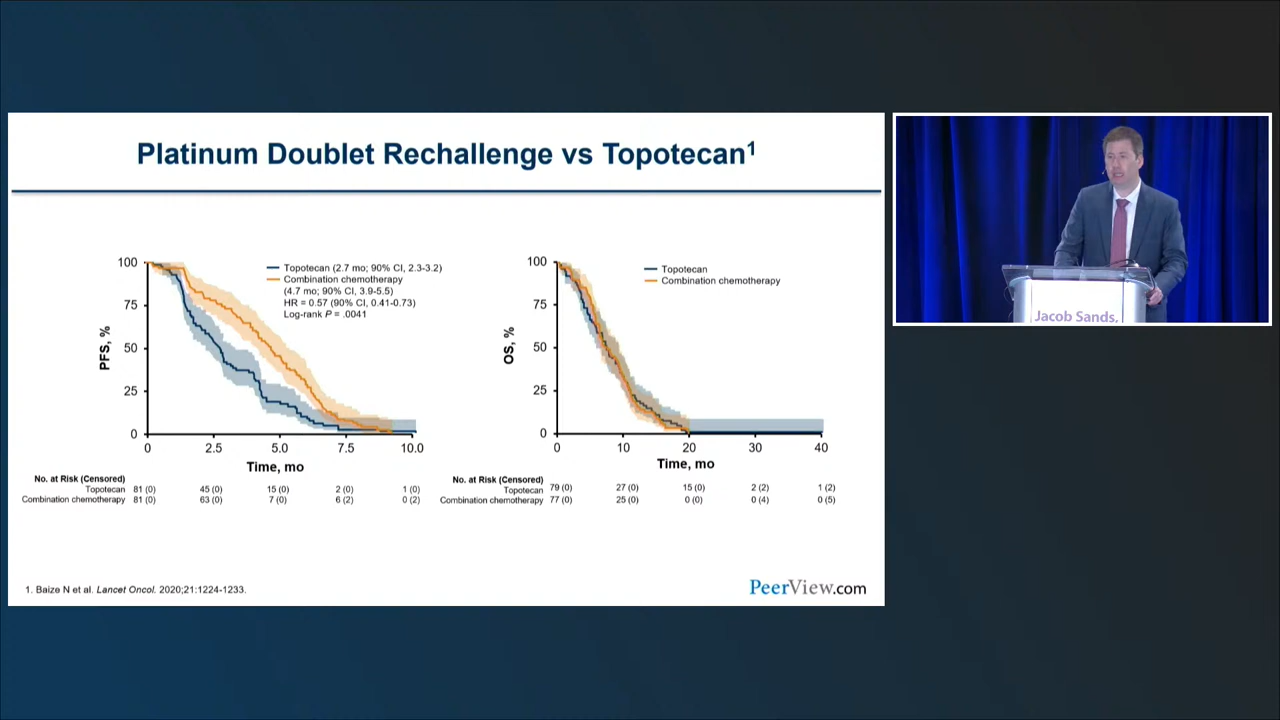 Platinum Doublet Rechallenge vs Topotecan1
PFS, %
100
75
50
25
0
0 2.5 5.0 7.5 10.0
Time, mo
Topotecan (2.7 mo; 90% CI, 2.3-3.2)
Combination chemotherapy
(4.7 mo; 90% CI, 3.9-5.5)
HR = 0.57 (90% CI, 0.41-0.73)
Log-rank P = .0041
No. at Risk (Censored)
Topotecan 81 (0) 45 (0) 15 (0) 2 (0) 1 (0)
Combination chemotherapy 81 (0) 63 (0) 7 (0) 6 (2) 0 (2)
OS, %
100
75
50
25
0
0 10 20 30 40
Time, mo
Topotecan
Combination chemotherapy
No. at Risk (Censored)
Topotecan 79 (0) 27 (0) 15 (0) 2 (2) 1 (2)
Combination chemotherapy 77 (0) 25 (0) 0 (0) 0 (4) 0 (5)
1. Baize N et al. Lancet Oncol. 2020;21:1224-1233.
PeerView.com
Jacob Sands,